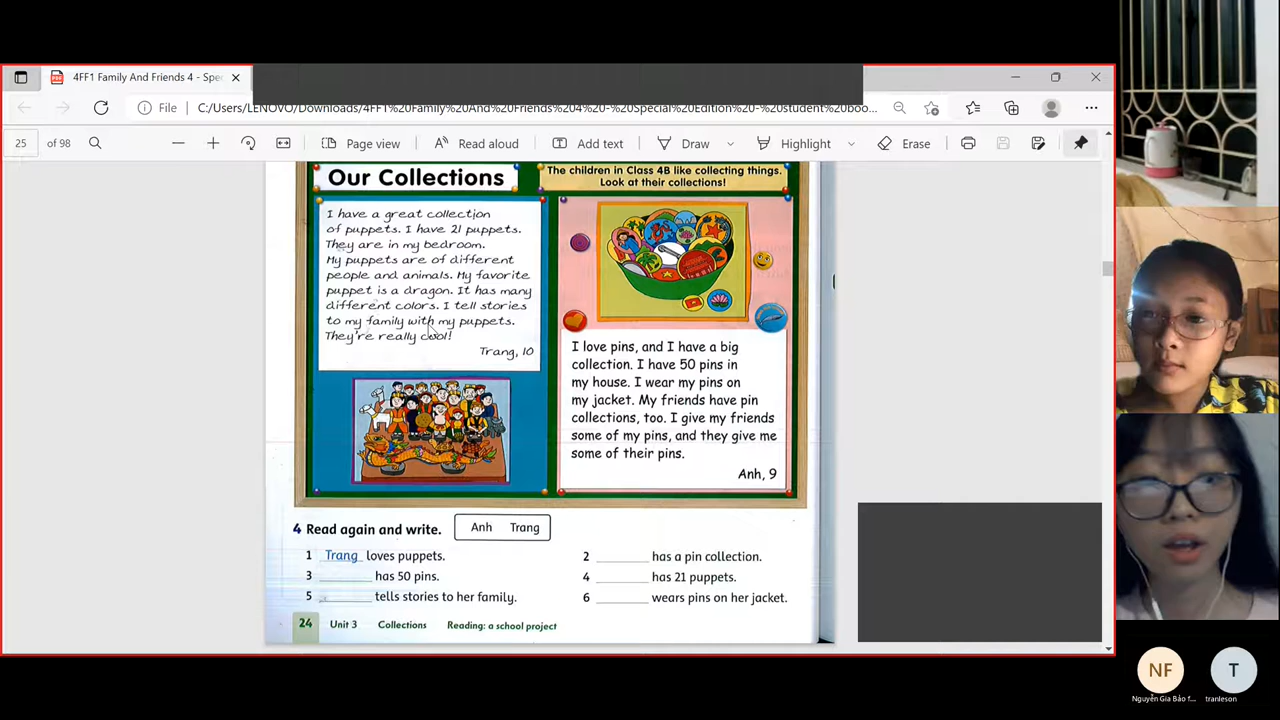 4FF1 Family And Friends 4 - Spe
File
C:/Users/LENOVO/Downloads/4FF1%20Family%20And%20Friends%204%20-%20Special%20Edition%20-%20student%20boo...
25 of 98
Page view
Read aloud
Add text
Draw
Highlight
Erase
Our Collections
The children in Class 4B like collecting things.
Look at their collections!
I have a great collection
of puppets. I have 21 puppets.
They are in my bedroom.
My puppets are of different
people and animals. My favorite
puppet is a dragon. It has many
different colors. I tell stories
to my family with my puppets.
They're really cool!
Trang, 10
I love pins, and I have a big
collection. I have 50 pins in
my house. I wear my pins on
my jacket. My friends have pin
collections, too. I give my friends
some of my pins, and they give me
some of their pins.
Anh, 9
4 Read again and write.
Anh Trang
1 Trang loves puppets.
2 ______ has a pin collection.
3 ______ has 50 pins.
4 ______ has 21 puppets.
5 ______ tells stories to her family.
6 ______ wears pins on her jacket.
24 Unit 3 Collections Reading: a school project
NF
T
Nguyễn Gia Bảo f...
tranleson